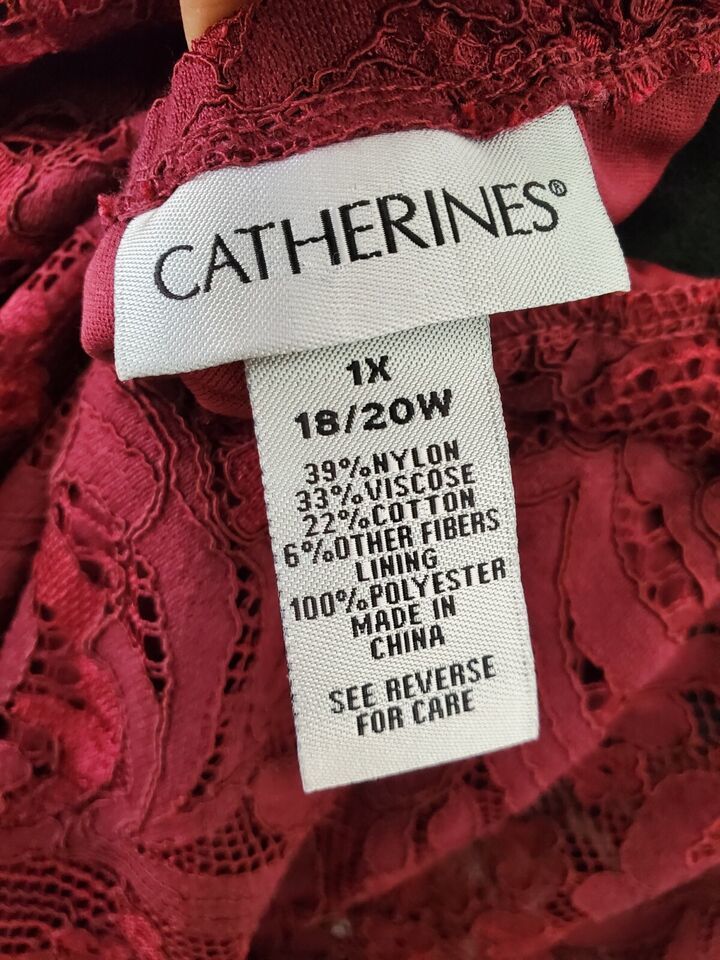 CATHERINES®
1X
18/20W
39%NYLON
33%VISCOSE
22%COTTON
6%OTHER FIBERS
LINING
100%POLYESTER
MADE IN
CHINA
SEE REVERSE
FOR CARE